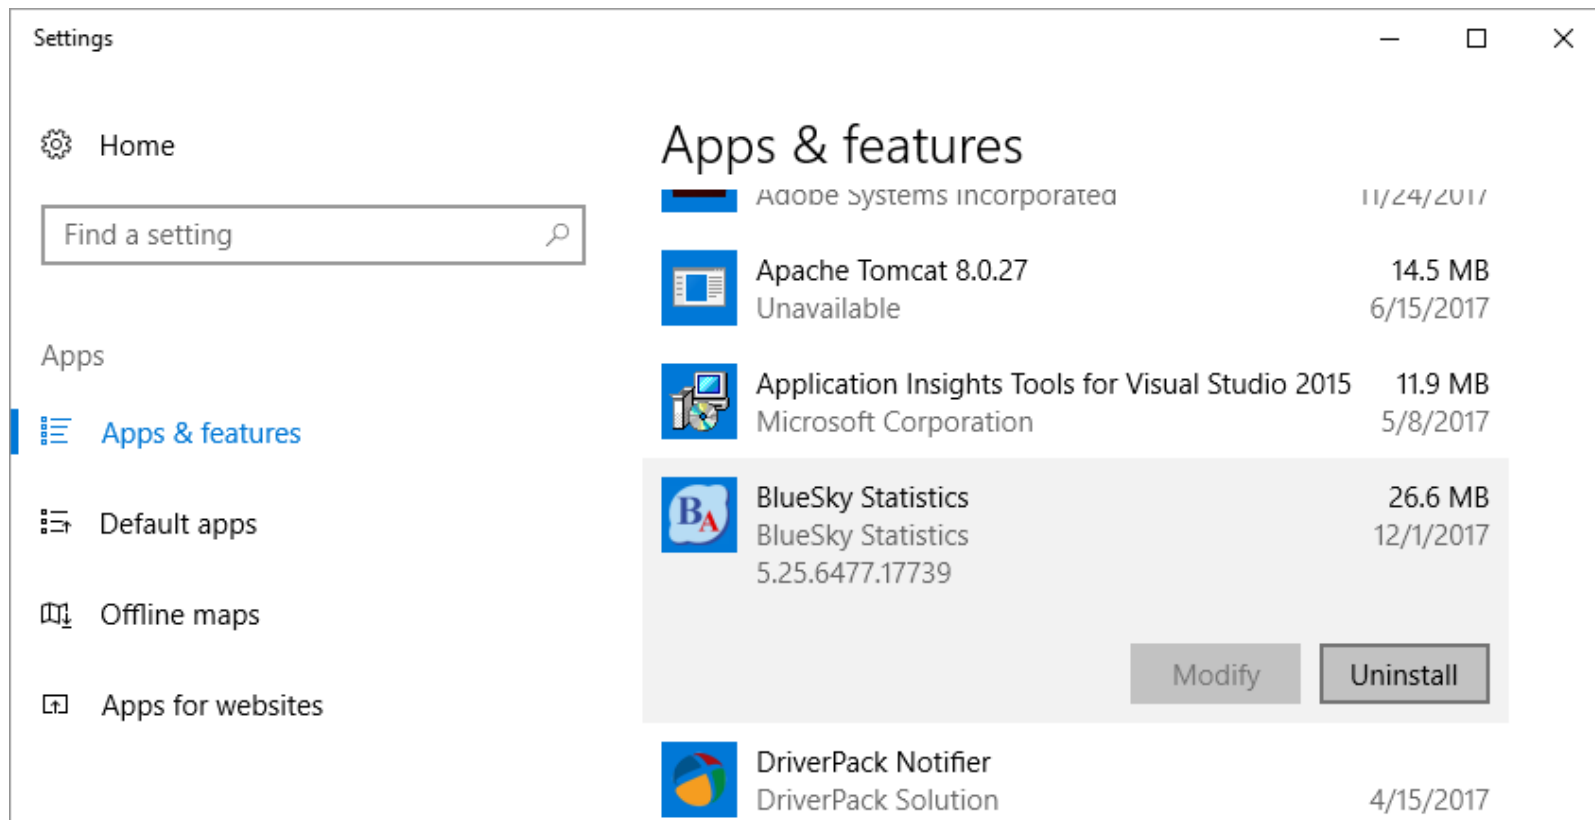 Settings
Home
Find a setting
Apps
Apps & features
Default apps
Offline maps
Apps for websites
Apps & features
Adobe Systems Incorporated 11/24/2017
Apache Tomcat 8.0.27 14.5 MB
Unavailable 6/15/2017
Application Insights Tools for Visual Studio 2015 11.9 MB
Microsoft Corporation 5/8/2017
BA
BlueSky Statistics 26.6 MB
BlueSky Statistics 12/1/2017
5.25.6477.17739
Modify Uninstall
DriverPack Notifier
DriverPack Solution 4/15/2017